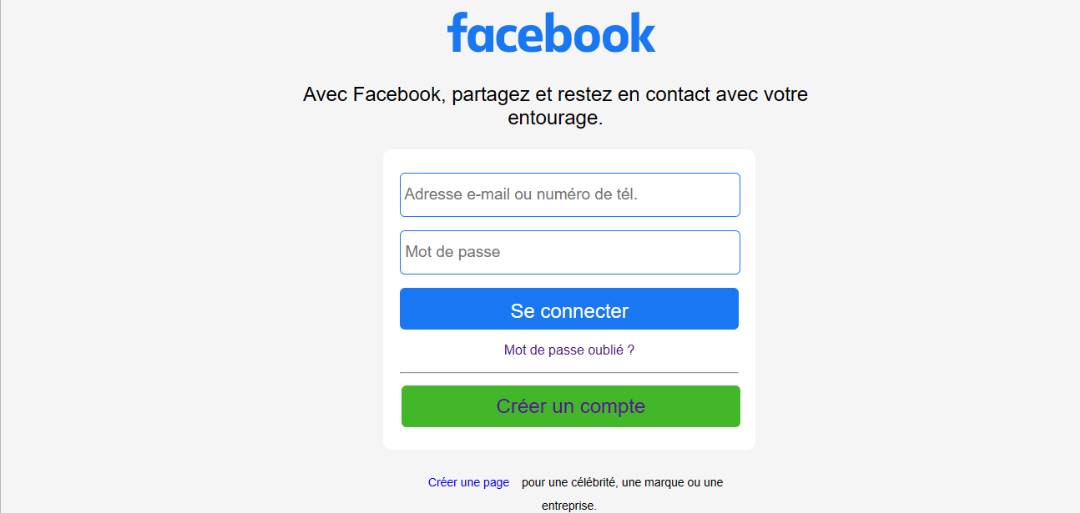 facebook
Avec Facebook, partagez et restez en contact avec votre
entourage.
Adresse e-mail ou numéro de tél.
Mot de passe
Se connecter
Mot de passe oublié ?
Créer un compte
Créer une page pour une célébrité, une marque ou une
entreprise.